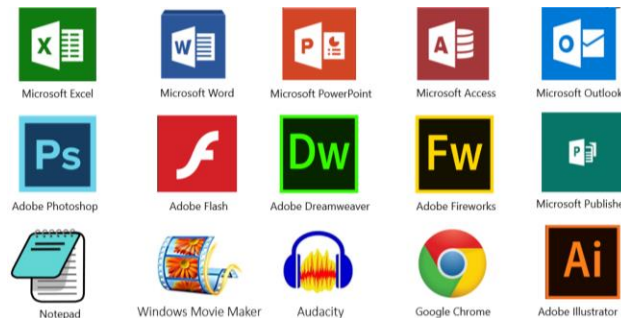 X
W
P
A
O
Microsoft Excel
Microsoft Word
Microsoft PowerPoint
Microsoft Access
Microsoft Outlook
Ps
Dw
Fw
P
Adobe Photoshop
Adobe Flash
Adobe Dreamweaver
Adobe Fireworks
Microsoft Publishe
Ai
Notepad
Windows Movie Maker
Audacity
Google Chrome
Adobe Illustrator